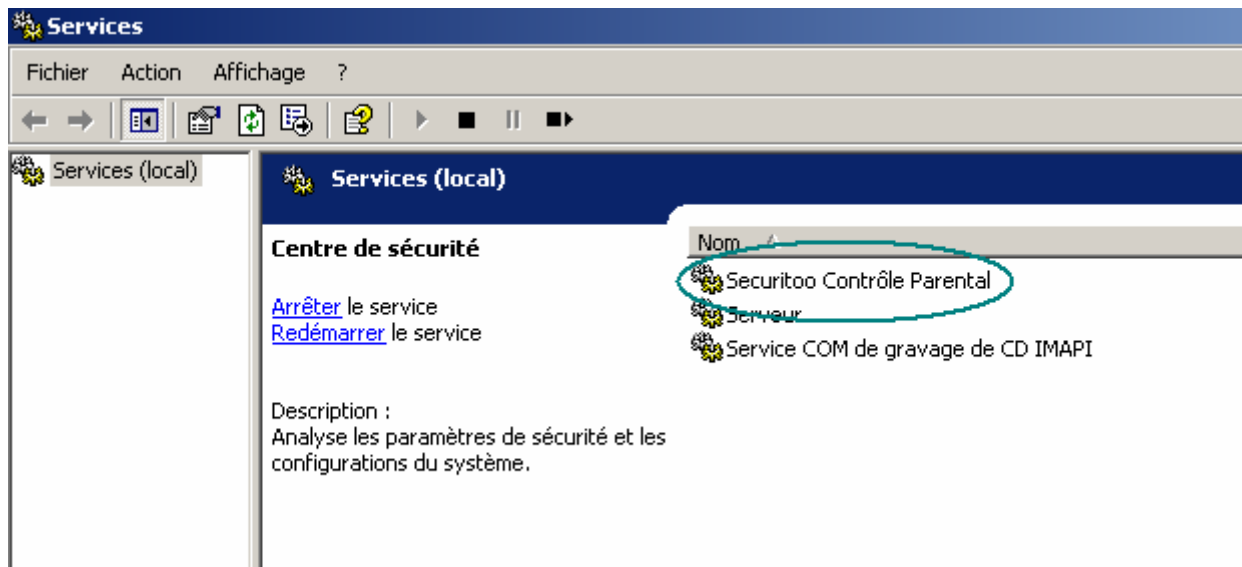 Services
Fichier Action Affichage ?
Services (local)
Services (local)
Centre de sécurité
Arrêter le service
Redémarrer le service
Description :
Analyse les paramètres de sécurité et les
configurations du système.
Nom
Securitoo Contrôle Parental
Serveur
Service COM de gravage de CD IMAPI